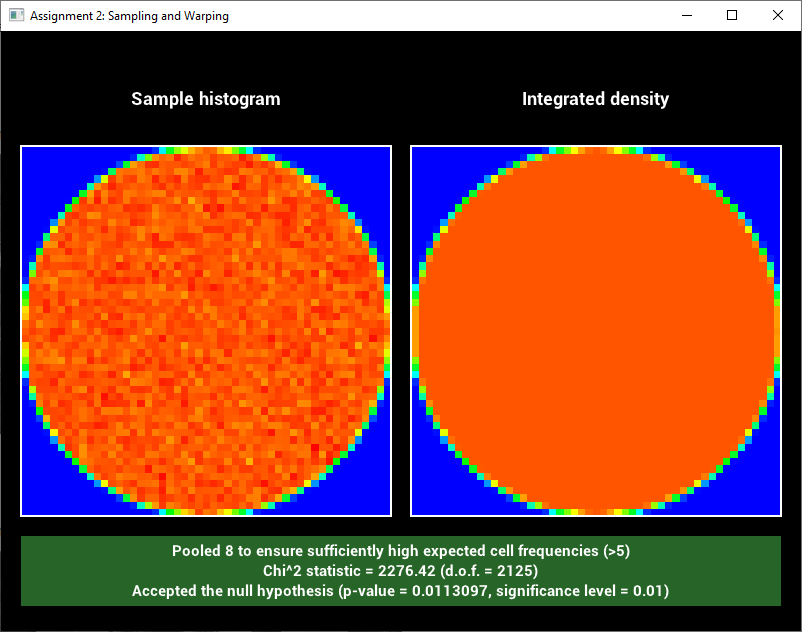 Assignment 2: Sampling and Warping
Sample histogram
Integrated density
Pooled 8 to ensure sufficiently high expected cell frequencies (>5)
Chi^2 statistic = 2276.42 (d.o.f. = 2125)
Accepted the null hypothesis (p-value = 0.0113097, significance level = 0.01)